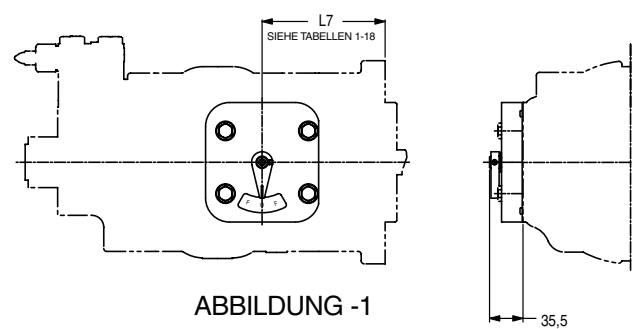 L7
SIEHE TABELLEN 1-18
F O F
ABBILDUNG -1
35,5